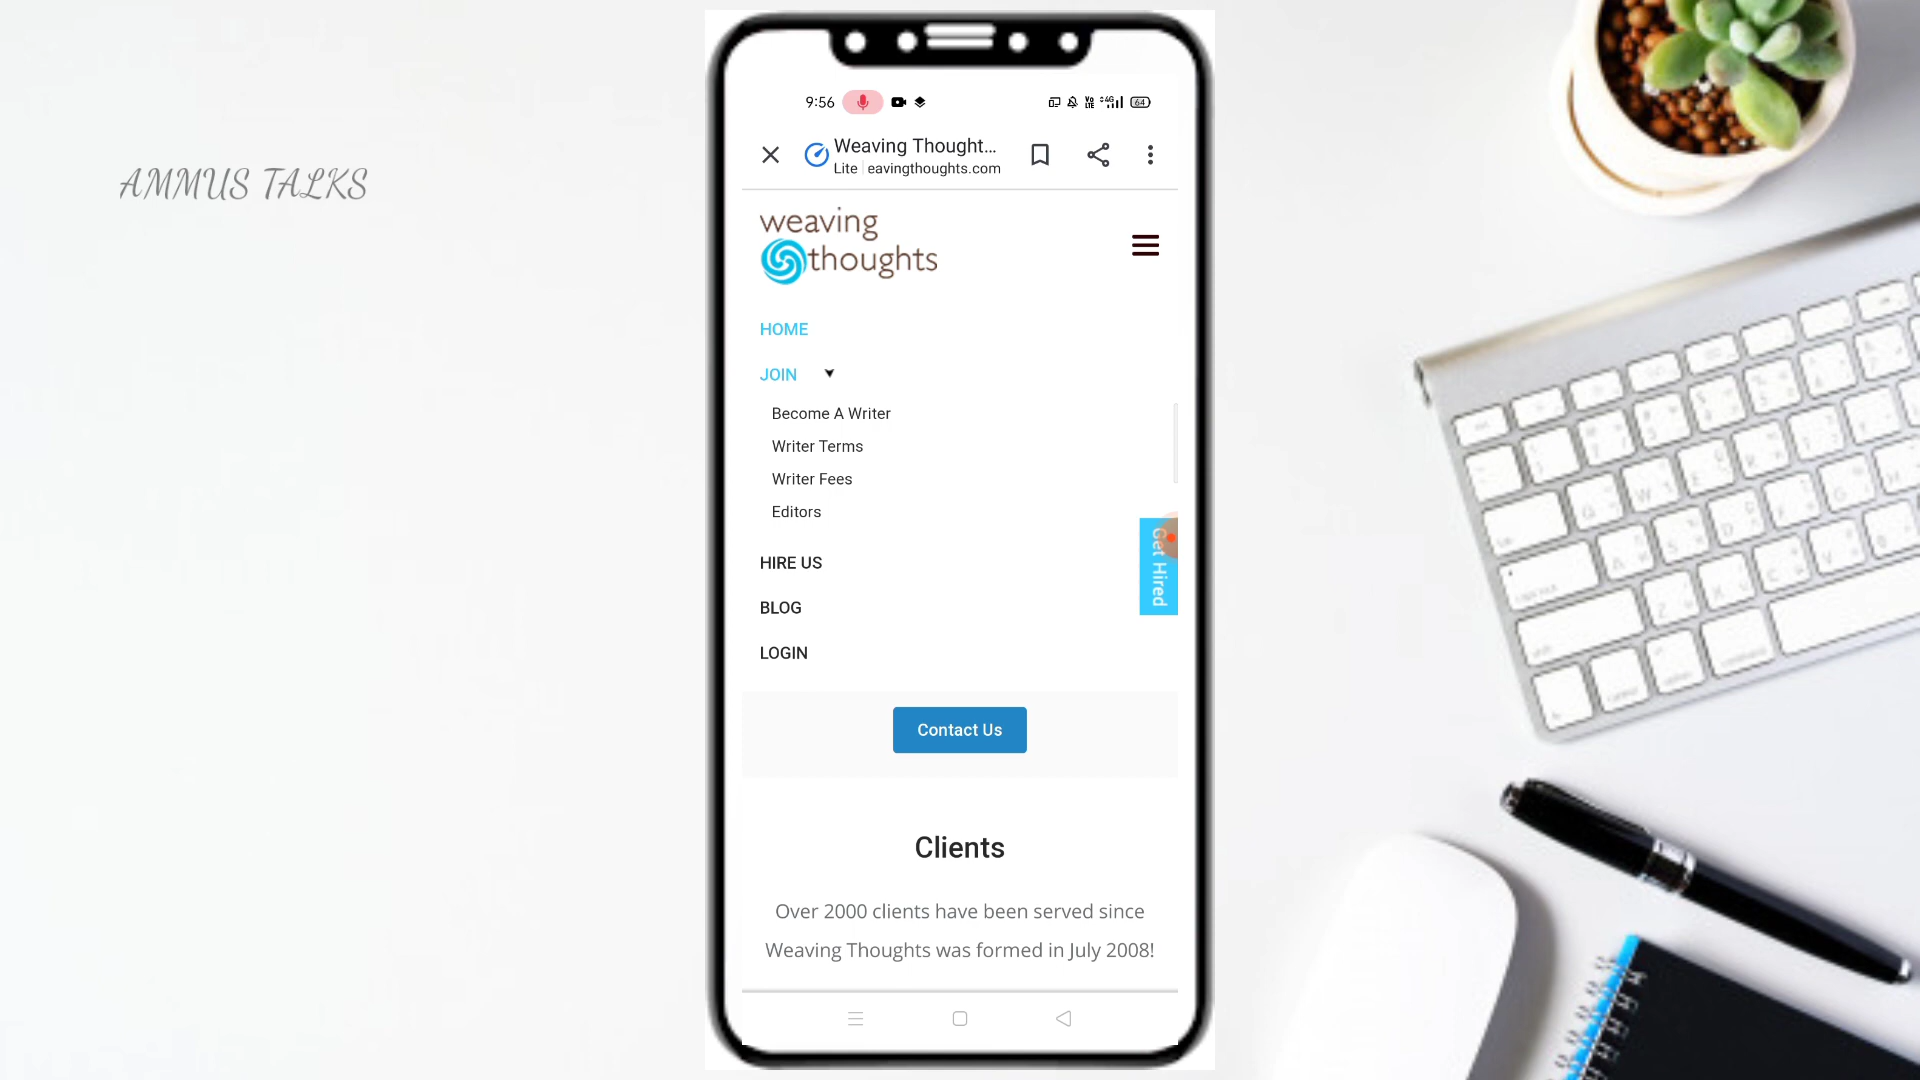 AMMUS TALKS
9:56
64
Weaving Thought...
Lite eavingthoughts.com
weaving
thoughts
HOME
JOIN
Become A Writer
Writer Terms
Writer Fees
Editors
Get Hired
HIRE US
BLOG
LOGIN
Contact Us
Clients
Over 2000 clients have been served since
Weaving Thoughts was formed in July 2008!